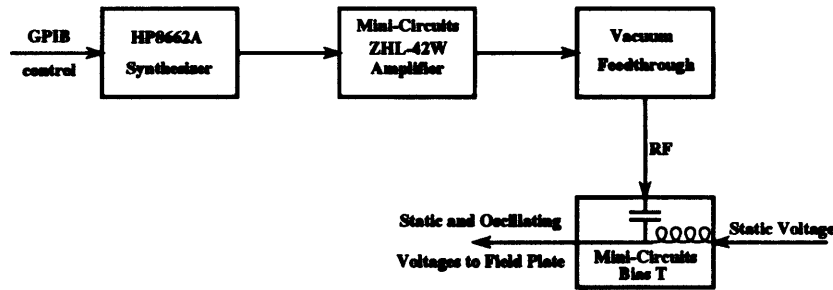 GPIB
control
HP8662A
Synthesizer
Mini-Circuits
ZHL-42W
Amplifier
Vacuum
Feedthrough
RF
Static and Oscillating
Voltages to Field Plate
Static Voltage
Mini-Circuits
Bias T